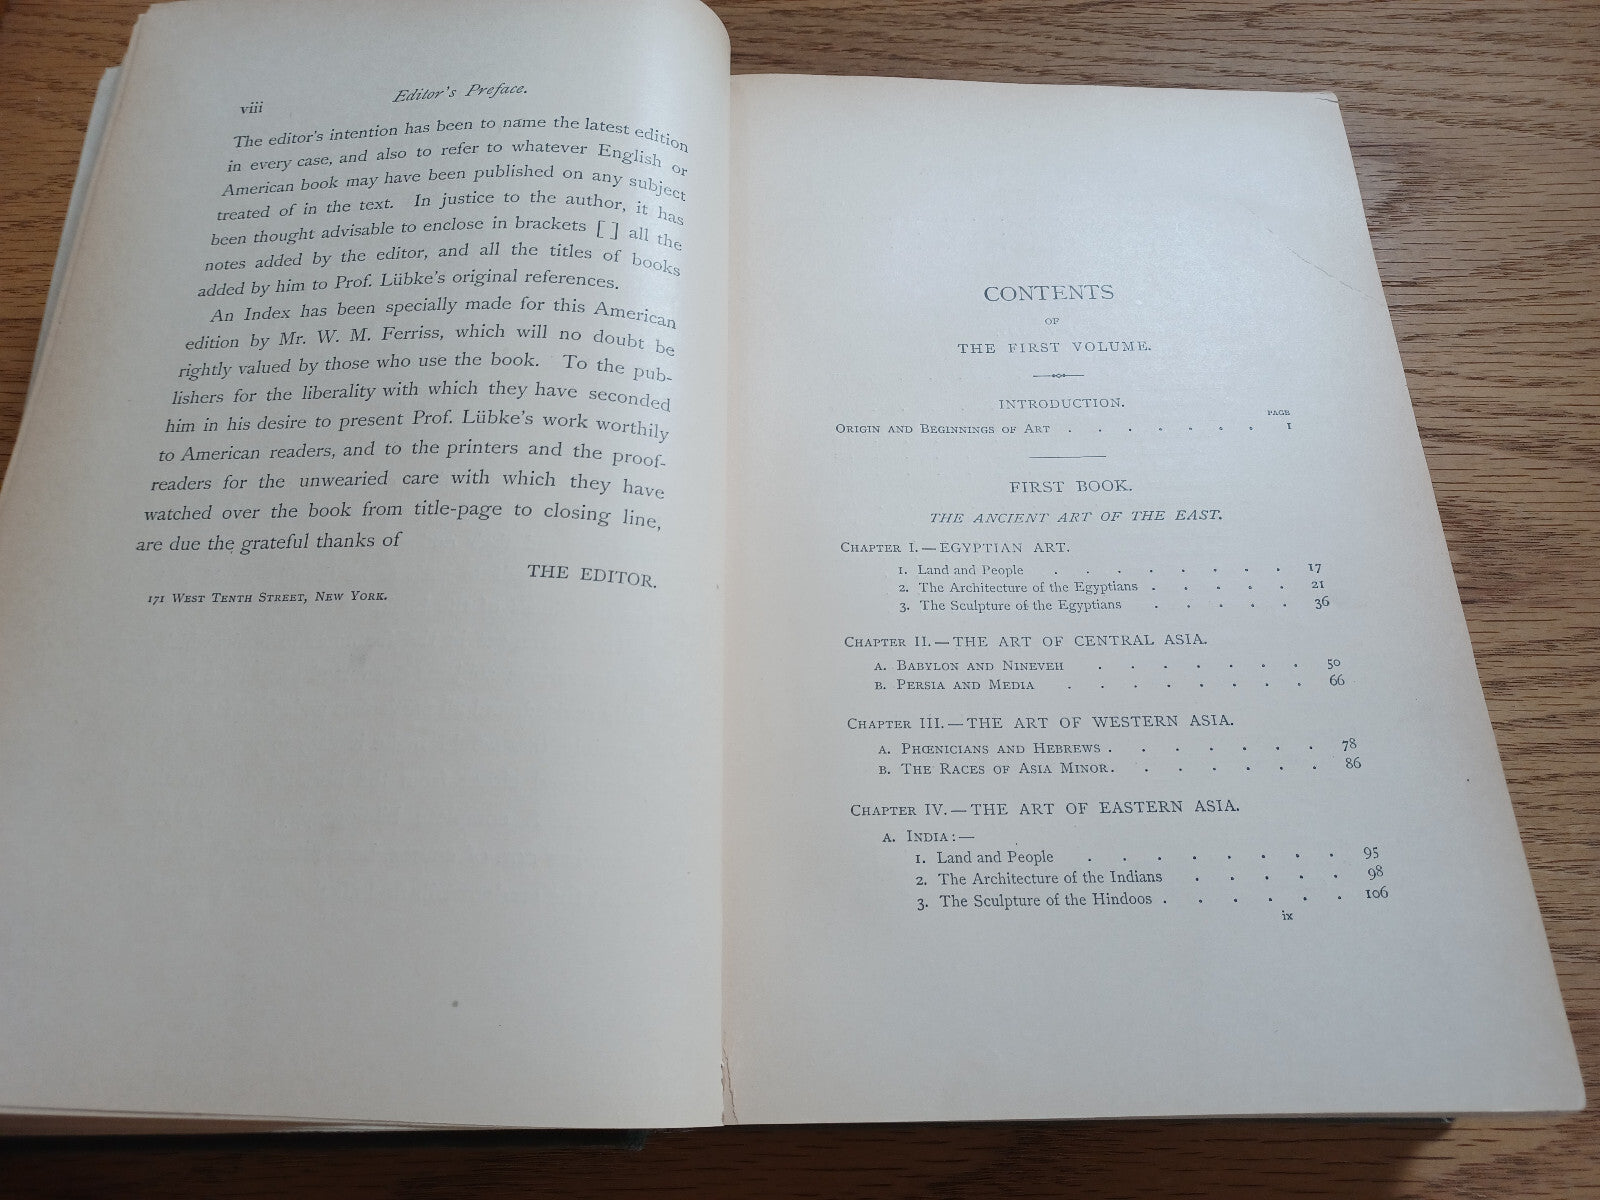 viii
Editor's Preface.
The editor's intention has been to name the latest edition
in every case, and also to refer to whatever English or
American book may have been published on any subject
treated of in the text. In justice to the author, it has
been thought advisable to enclose in brackets [ ] all the
notes added by the editor, and all the titles of books
added by him to Prof. Lübke's original references.
An Index has been specially made for this American
edition by Mr. W. M. Ferriss, which will no doubt be
rightly valued by those who use the book. To the pub-
lishers for the liberality with which they have seconded
him in his desire to present Prof. Lübke's work worthily
to American readers, and to the printers and the proof-
readers for the unwearied care with which they have
watched over the book from title-page to closing line,
are due the grateful thanks of
THE EDITOR.
171 West Tenth Street, New York.
CONTENTS
OF
THE FIRST VOLUME.
INTRODUCTION.
PAGE
Origin and Beginnings of Art . . . . . . . 1
FIRST BOOK.
THE ANCIENT ART OF THE EAST.
Chapter I.—EGYPTIAN ART.
1. Land and People . . . . . . . 17
2. The Architecture of the Egyptians . . . . . 21
3. The Sculpture of the Egyptians . . . . . 36
Chapter II.—THE ART OF CENTRAL ASIA.
A. Babylon and Nineveh . . . . . . . 50
B. Persia and Media . . . . . . . . 66
Chapter III.—THE ART OF WESTERN ASIA.
A. Phœnicians and Hebrews . . . . . . . 78
B. The Races of Asia Minor . . . . . . . 86
Chapter IV.—THE ART OF EASTERN ASIA.
A. India:—
1. Land and People . . . . . . . . 95
2. The Architecture of the Indians . . . . . 98
3. The Sculpture of the Hindoos . . . . . . 106
ix